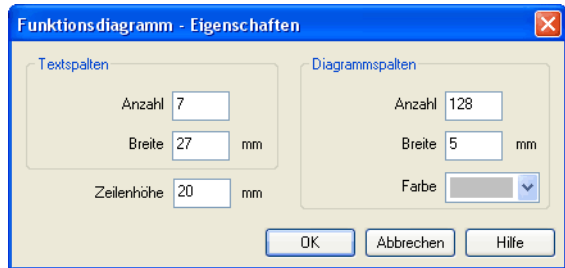 Funktionsdiagramm - Eigenschaften
Textspalten
Anzahl 7
Breite 27 mm
Zeilenhöhe 20 mm
Diagrammspalten
Anzahl 128
Breite 5 mm
Farbe
OK Abbrechen Hilfe